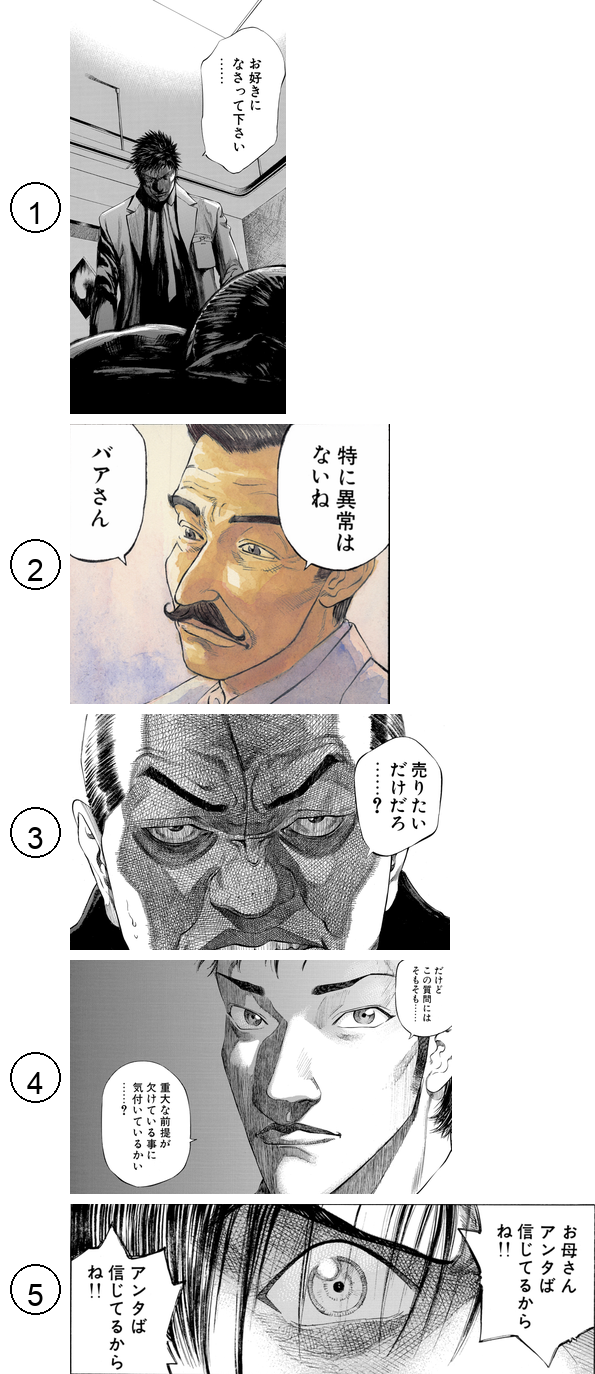 1
お好きに
なさって下さい
……
2
特に異常は
ないね
バアさん
3
売りたい
だけだろ
……?
4
だけど
この質問には
そもそも……
重大な前提が
欠けている事に
気付いているかい
……?
5
お母さん
アンタば
信じてるから
ね!!
アンタば
信じてるから
ね!!